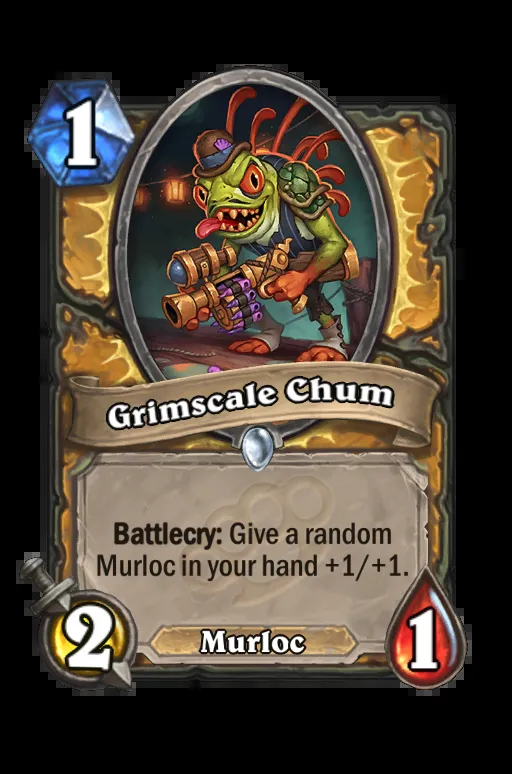 1
Grimscale Chum
Battlecry: Give a random
Murloc in your hand +1/+1.
2
Murloc
1